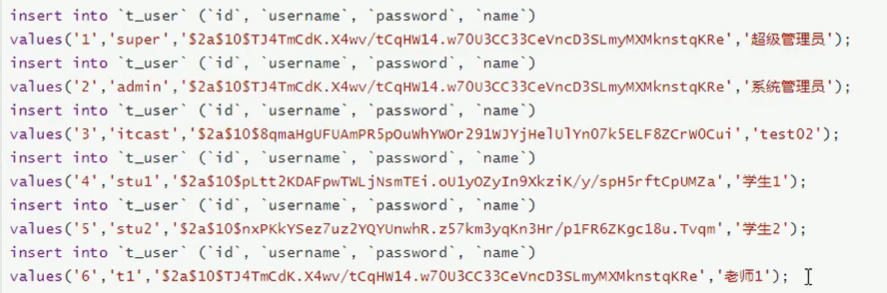 insert into `t_user` (`id`, `username`, `password`, `name`)
values('1','super','$2a$10$TJ4TmCdK.X4wv/tCqHW14.w70U3CC33CeVncD3SLmyMXMknstqKRe','超级管理员');
insert into `t_user` (`id`, `username`, `password`, `name`)
values('2','admin','$2a$10$TJ4TmCdK.X4wv/tCqHW14.w70U3CC33CeVncD3SLmyMXMknstqKRe','系统管理员');
insert into `t_user` (`id`, `username`, `password`, `name`)
values('3','itcast','$2a$10$8qmaHgUFUAmPR5pOuWhYWOr291WJYjHelUlYn07k5ELF8ZCrW0Cui','test02');
insert into `t_user` (`id`, `username`, `password`, `name`)
values('4','stu1','$2a$10$pLtt2KDAFpwTWLjNsmTEi.oU1yOZyIn9XkziK/y/spH5rftCpUMZa','学生1');
insert into `t_user` (`id`, `username`, `password`, `name`)
values('5','stu2','$2a$10$nxPKkYSez7uz2YQYUnwhR.z57km3yqKn3Hr/p1FR6ZKgc18u.Tvqm','学生2');
insert into `t_user` (`id`, `username`, `password`, `name`)
values('6','t1','$2a$10$TJ4TmCdK.X4wv/tCqHW14.w70U3CC33CeVncD3SLmyMXMknstqKRe','老师1');